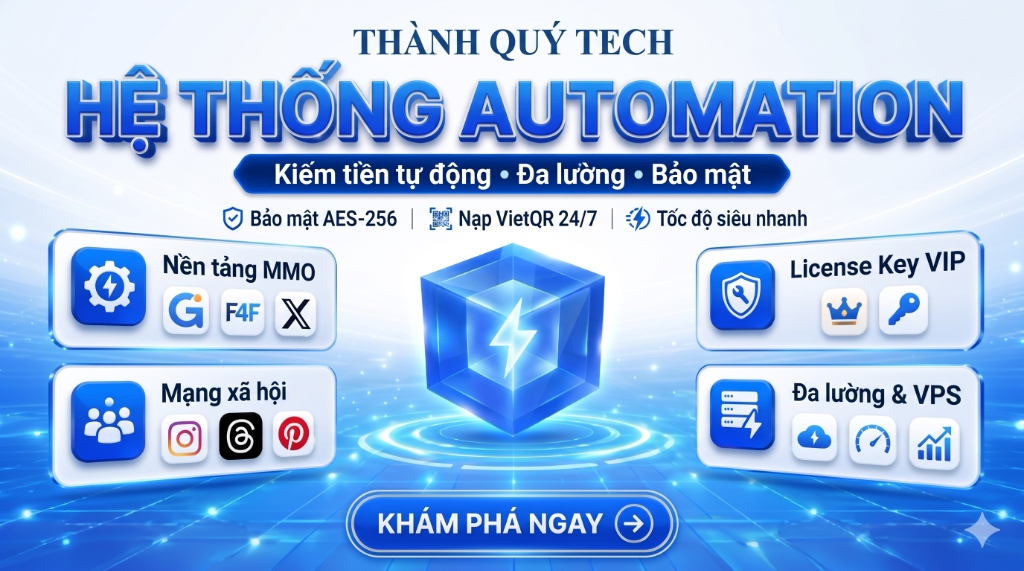 THÀNH QUÝ TECH
HỆ THỐNG AUTOMATION
Kiếm tiền tự động • Đa lường • Bảo mật
Bảo mật AES-256 | Nạp VietQR 24/7 | Tốc độ siêu nhanh
Nền tảng MMO
G F4F X
Mạng xã hội
License Key VIP
Đa lường & VPS
KHÁM PHÁ NGAY